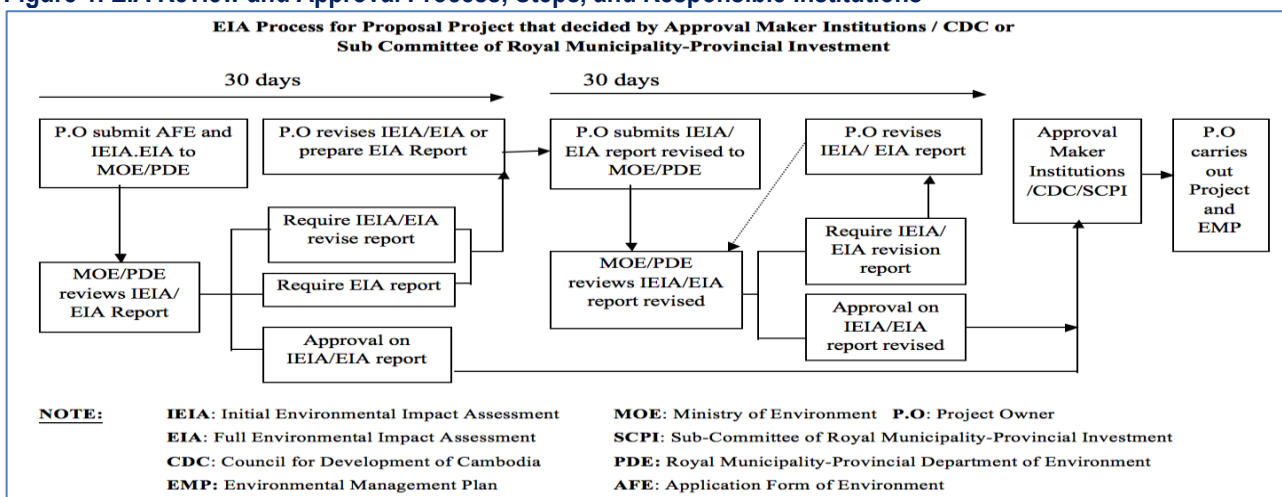 Figure 1: EIA Review and Approval Process, Steps, and Responsible Institutions
EIA Process for Proposal Project that decided by Approval Maker Institutions / CDC or
Sub Committee of Royal Municipality-Provincial Investment
30 days
30 days
P.O submit AFE and
IEIA.EIA to
MOE/PDE
P.O revises IEIA/EIA or
prepare EIA Report
P.O submits IEIA/
EIA report revised to
MOE/PDE
P.O revises
IEIA/ EIA report
Approval
Maker
Institutions
/CDC/SCPI
P.O
carries
out
Project
and
EMP
Require IEIA/EIA
revise report
Require EIA report
MOE/PDE
reviews IEIA/
EIA Report
Approval on
IEIA/EIA report
MOE/PDE
reviews IEIA/EIA
report revised
Require IEIA/
EIA revision
report
Approval on
IEIA/EIA
report revised
NOTE:
IEIA: Initial Environmental Impact Assessment
MOE: Ministry of Environment P.O: Project Owner
EIA: Full Environmental Impact Assessment
SCPI: Sub-Committee of Royal Municipality-Provincial Investment
CDC: Council for Development of Cambodia
PDE: Royal Municipality-Provincial Department of Environment
EMP: Environmental Management Plan
AFE: Application Form of Environment